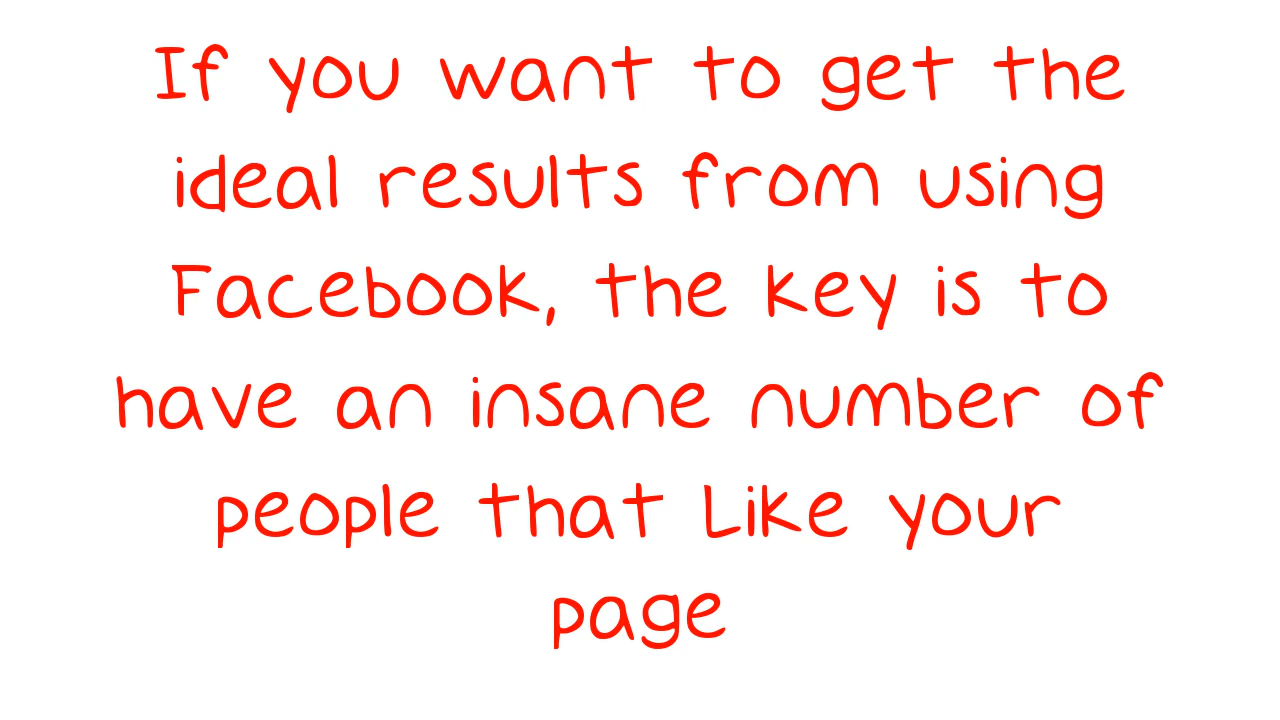 If you want to get the
ideal results from using
Facebook, the key is to
have an insane number of
people that Like your
page